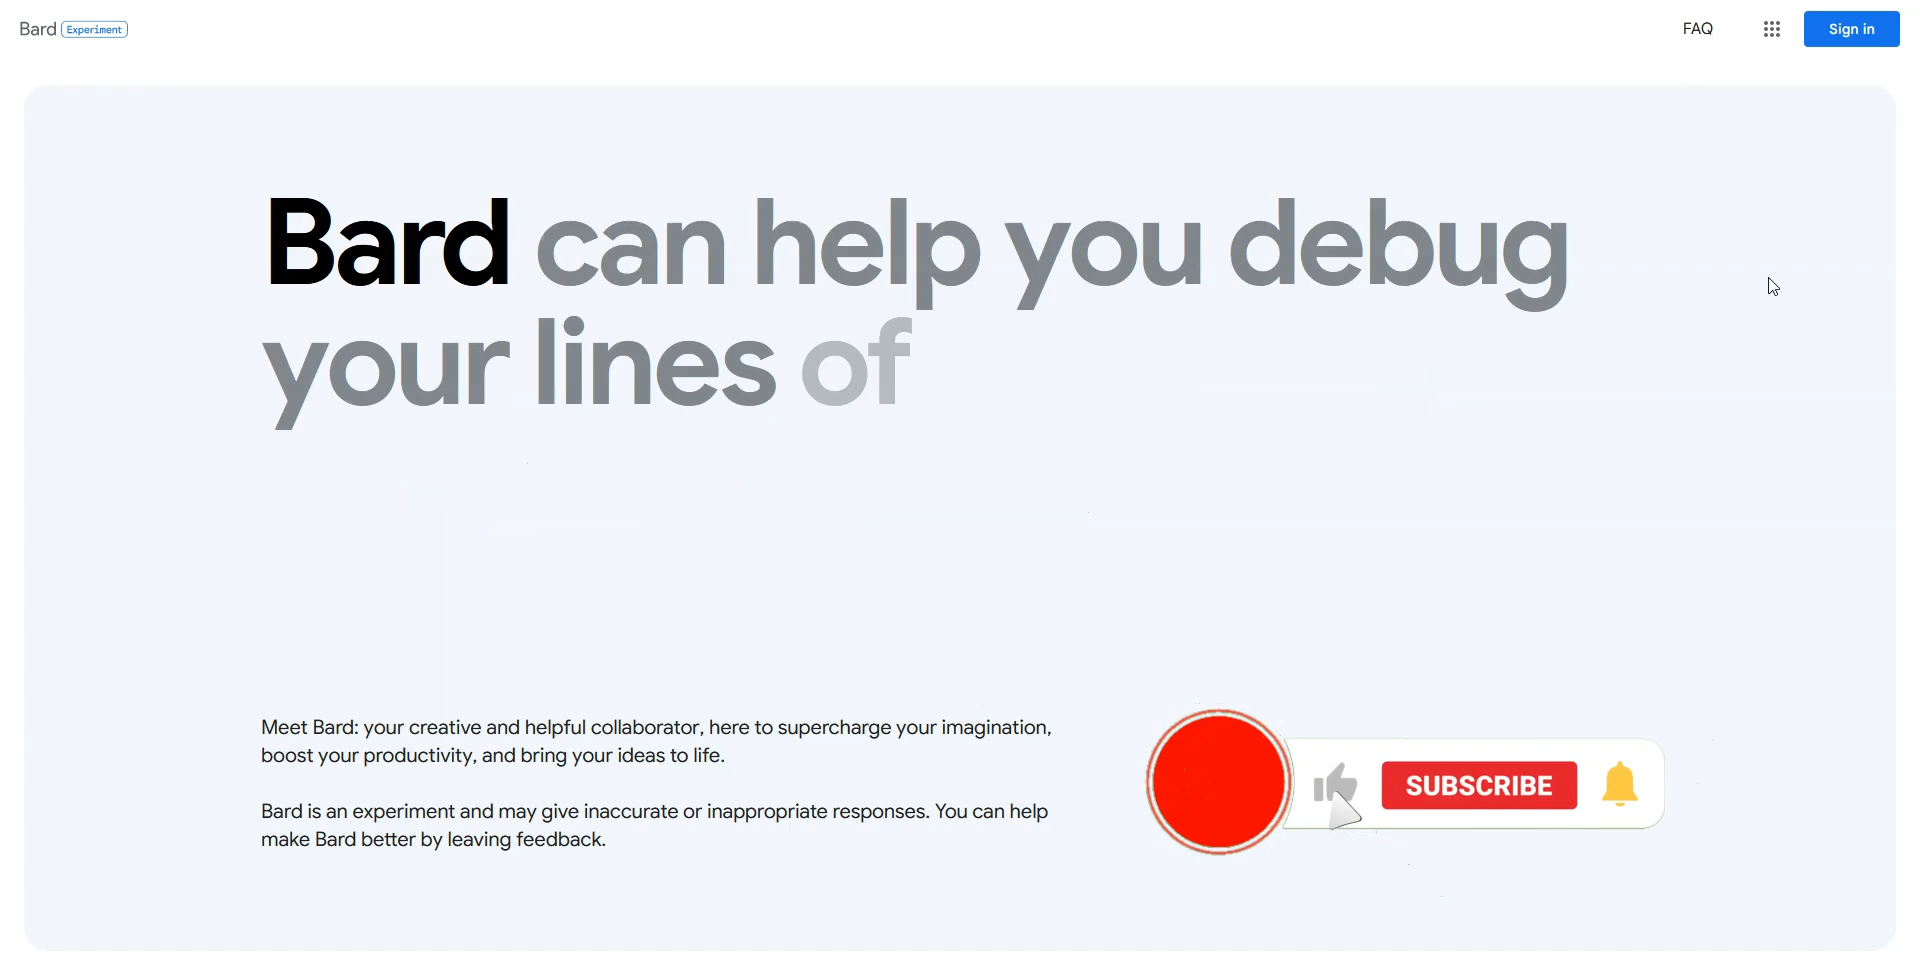 Bard Experiment
FAQ
Sign in
Bard can help you debug
your lines of
Meet Bard: your creative and helpful collaborator, here to supercharge your imagination,
boost your productivity, and bring your ideas to life.
Bard is an experiment and may give inaccurate or inappropriate responses. You can help
make Bard better by leaving feedback.
SUBSCRIBE